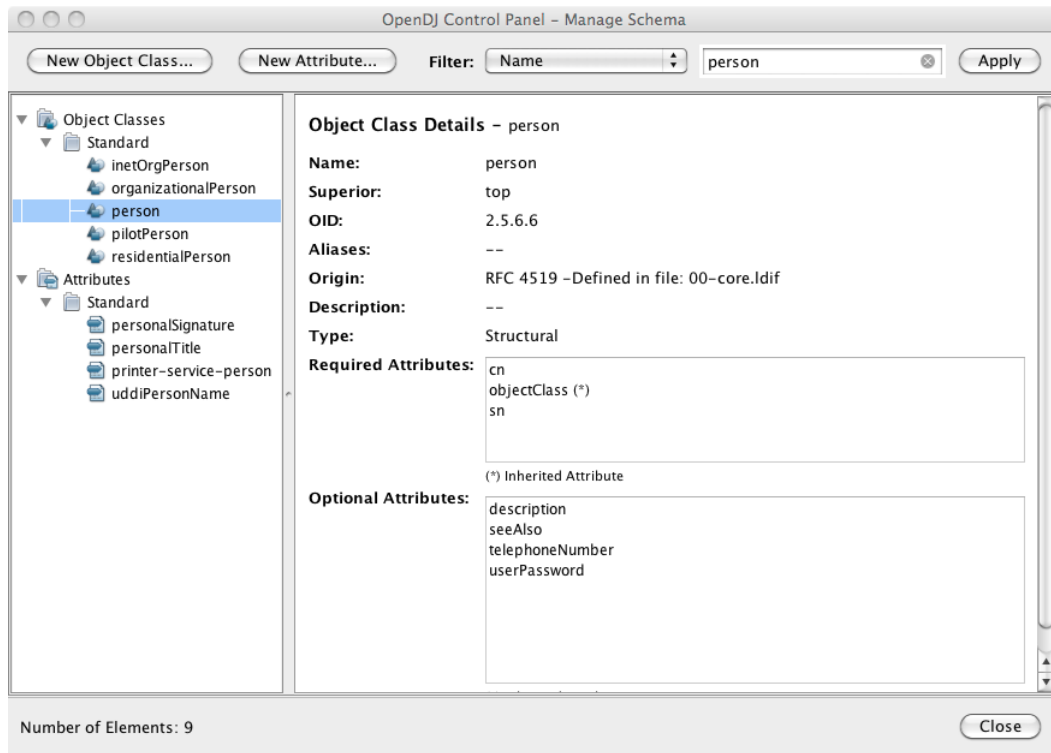 OpenDJ Control Panel – Manage Schema
New Object Class... New Attribute... Filter: Name person Apply
Object Classes
Standard
inetOrgPerson
organizationalPerson
person
pilotPerson
residentialPerson
Attributes
Standard
personalSignature
personalTitle
printer-service-person
uddiPersonName
Object Class Details – person
Name: person
Superior: top
OID: 2.5.6.6
Aliases: --
Origin: RFC 4519 –Defined in file: 00-core.ldif
Description: --
Type: Structural
Required Attributes:
cn
objectClass (*)
sn
(*) Inherited Attribute
Optional Attributes:
description
seeAlso
telephoneNumber
userPassword
Number of Elements: 9
Close